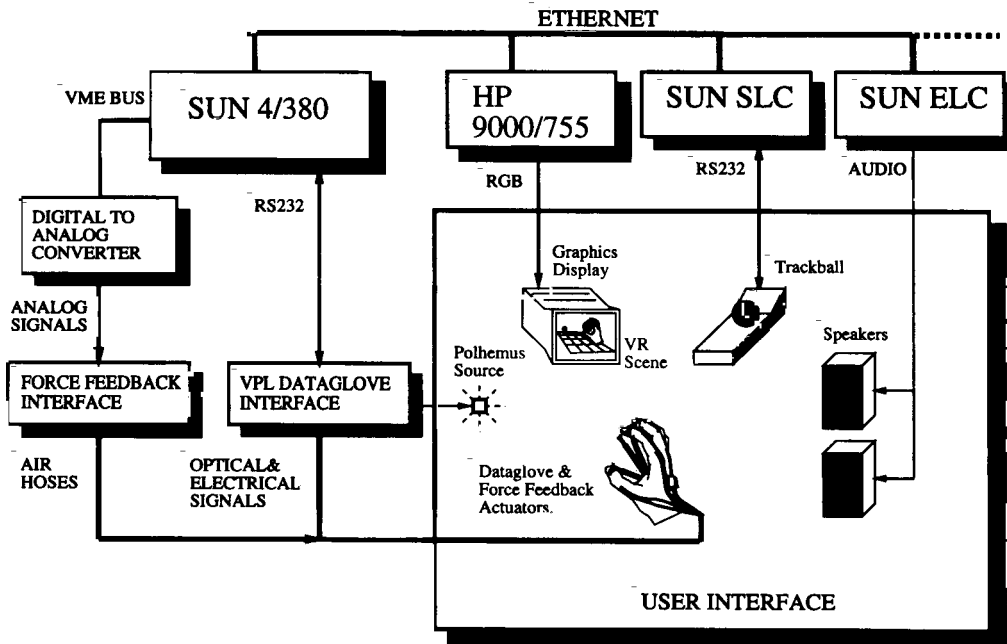 ETHERNET
VME BUS
SUN 4/380
HP
9000/755
SUN SLC
SUN ELC
RS232
RGB
RS232
AUDIO
DIGITAL TO
ANALOG
CONVERTER
ANALOG
SIGNALS
Graphics
Display
Trackball
VR
Scene
Speakers
Polhemus
Source
FORCE FEEDBACK
INTERFACE
VPL DATAGLOVE
INTERFACE
AIR
HOSES
OPTICAL&
ELECTRICAL
SIGNALS
Dataglove &
Force Feedback
Actuators.
USER INTERFACE